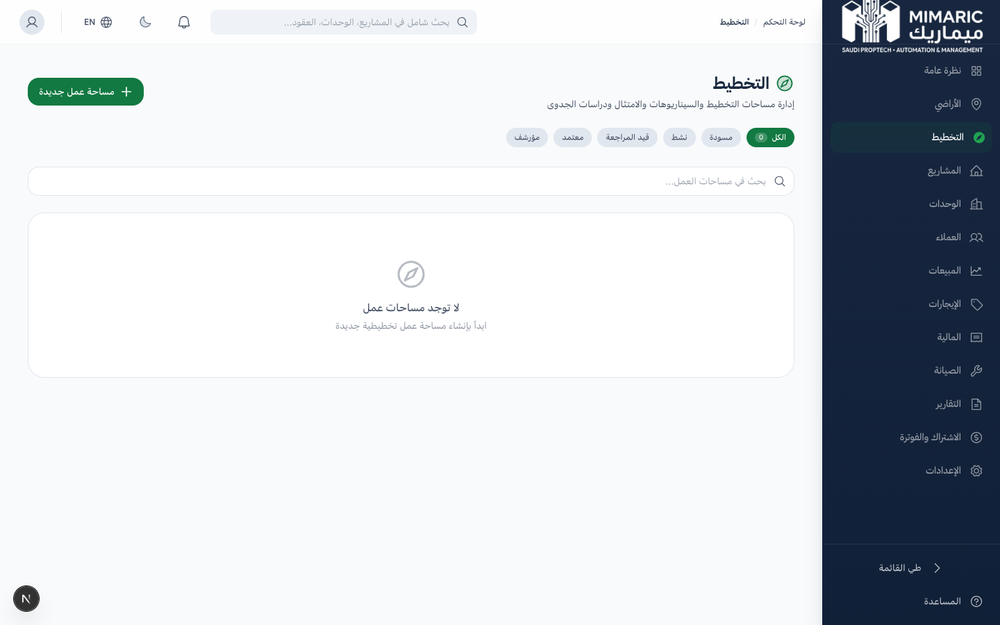 MIMARIC
ميماريك
SAUDI PROPTECH • AUTOMATION & MANAGEMENT
نظرة عامة
الأراضي
التخطيط
المشاريع
الوحدات
العملاء
المبيعات
الإيجارات
المالية
الصيانة
التقارير
الاشتراك والفوترة
الإعدادات
طي القائمة
المساعدة
لوحة التحكم / التخطيط
بحث شامل في المشاريع، الوحدات، العقود...
EN
التخطيط
إدارة مساحات التخطيط والسيناريوهات والامتثال ودراسات الجدوى
مساحة عمل جديدة
الكل 0
مسودة
نشط
قيد المراجعة
معتمد
مؤرشف
بحث في مساحات العمل...
لا توجد مساحات عمل
ابدأ بإنشاء مساحة عمل تخطيطية جديدة
N